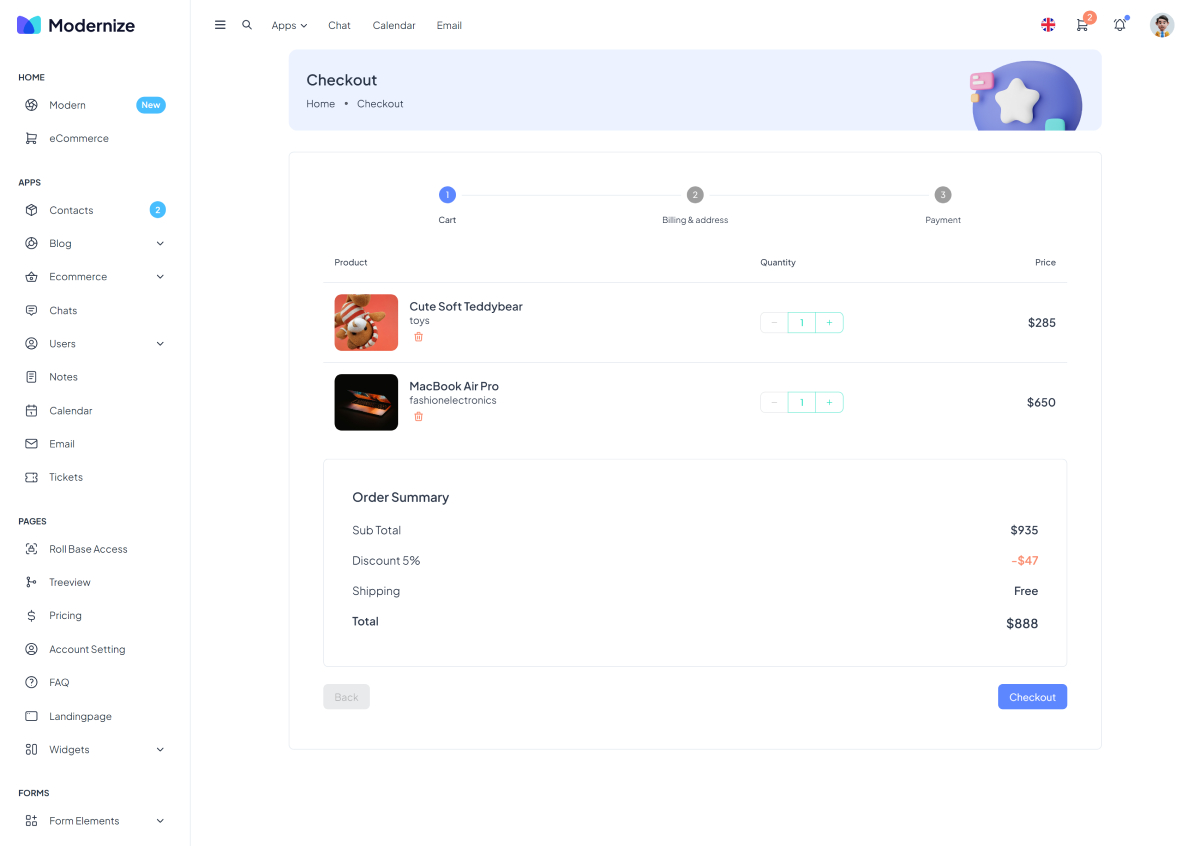 Modernize
Apps
Chat
Calendar
Email
2
HOME
Modern
New
eCommerce
APPS
Contacts
2
Blog
Ecommerce
Chats
Users
Notes
Calendar
Email
Tickets
PAGES
Roll Base Access
Treeview
Pricing
Account Setting
FAQ
Landingpage
Widgets
FORMS
Form Elements
Checkout
Home • Checkout
1
2
3
Cart
Billing & address
Payment
Product
Quantity
Price
Cute Soft Teddybear
toys
− 1 +
$285
MacBook Air Pro
fashionelectronics
− 1 +
$650
Order Summary
Sub Total
$935
Discount 5%
-$47
Shipping
Free
Total
$888
Back
Checkout